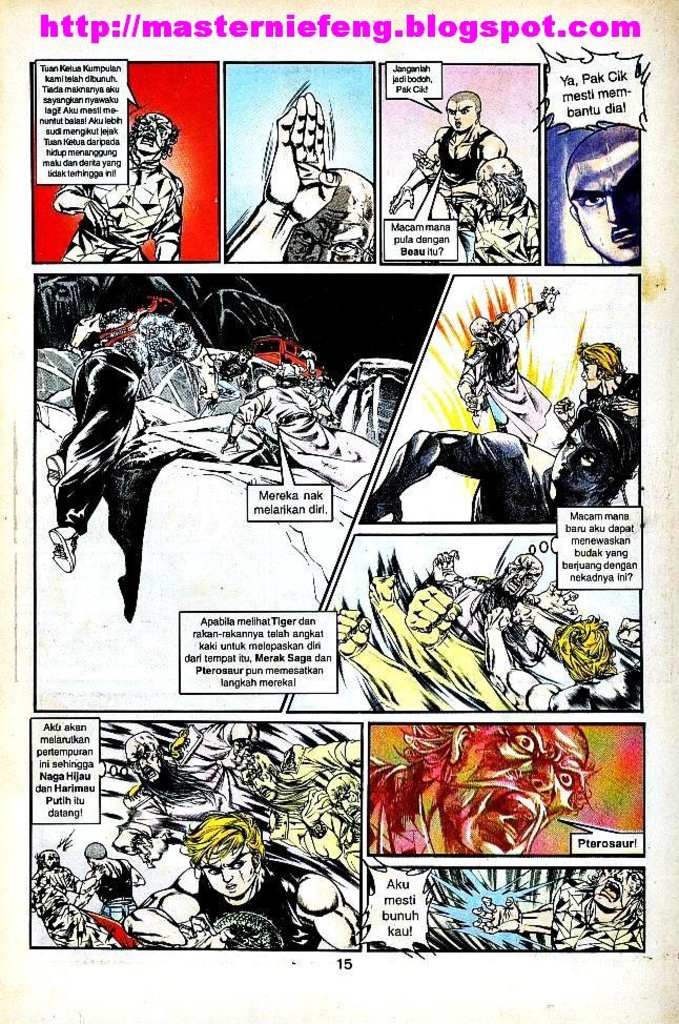 http://masterniefeng.blogspot.com
Tuan Ketua Kumpulan
kami telah dibunuh.
Tiada maknanya aku
sayangkan nyawaku
lagi! Aku mesti me-
nuntut balas! Aku lebih
sudi mengikut jejak
Tuan Ketua daripada
hidup menanggung
malu dan derita yang
tidak terhingga ini!
Janganlah
jadi bodoh,
Pak Cik!
Macam mana
pula dengan
Beau itu?
Ya, Pak Cik
mesti mem-
bantu dia!
Mereka nak
melarikan diri.
Apabila melihat Tiger dan
rakan-rakannya telah angkat
kaki untuk melepaskan diri
dari tempat itu, Merak Saga dan
Pterosaur pun memesatkan
langkah mereka!
Macam mana
baru aku dapat
menewaskan
budak yang
berjuang dengan
nekadnya ini?
Aku akan
melarutkan
pertempuran
ini sehingga
Naga Hijau
dan Harimau
Putih itu
datang!
Pterosaur!
Aku
mesti
bunuh
kau!
15